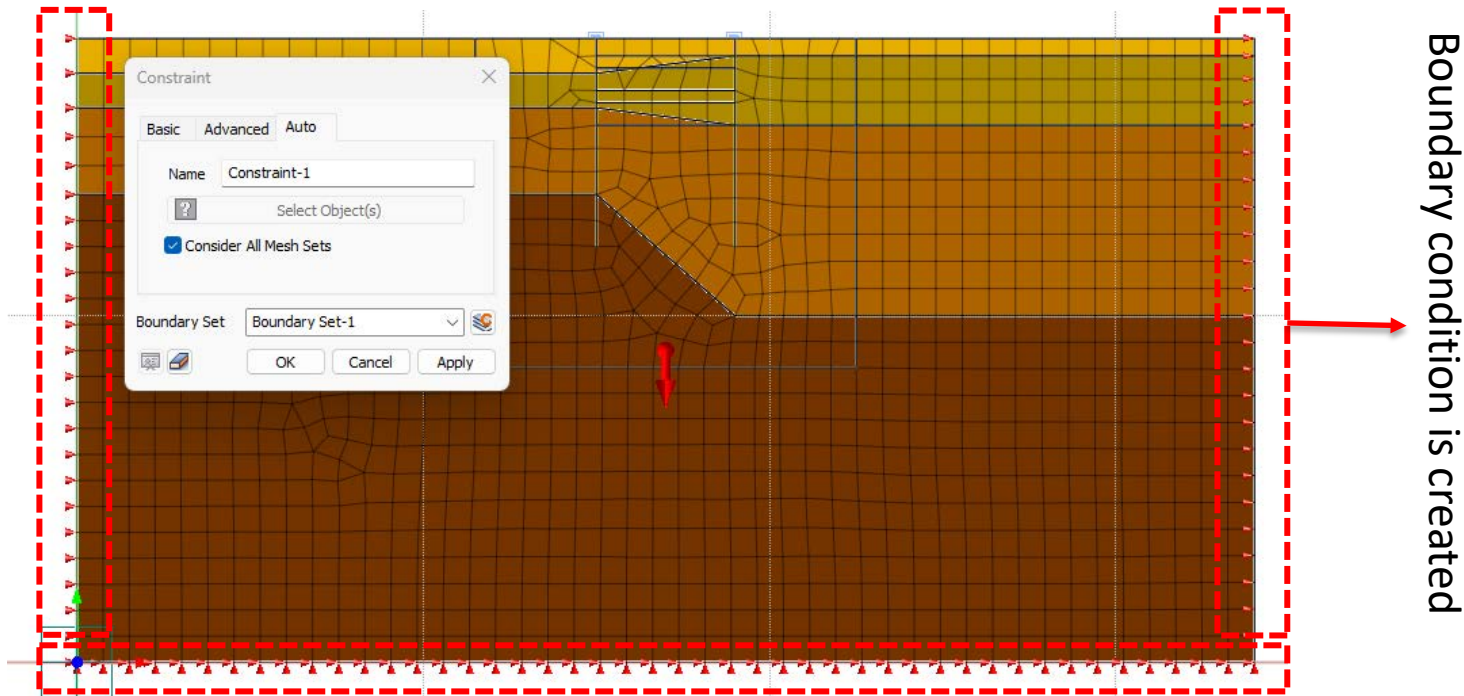 Constraint
Basic Advanced Auto
Name Constraint-1
? Select Object(s)
Consider All Mesh Sets
Boundary Set Boundary Set-1
OK Cancel Apply
Boundary condition is created